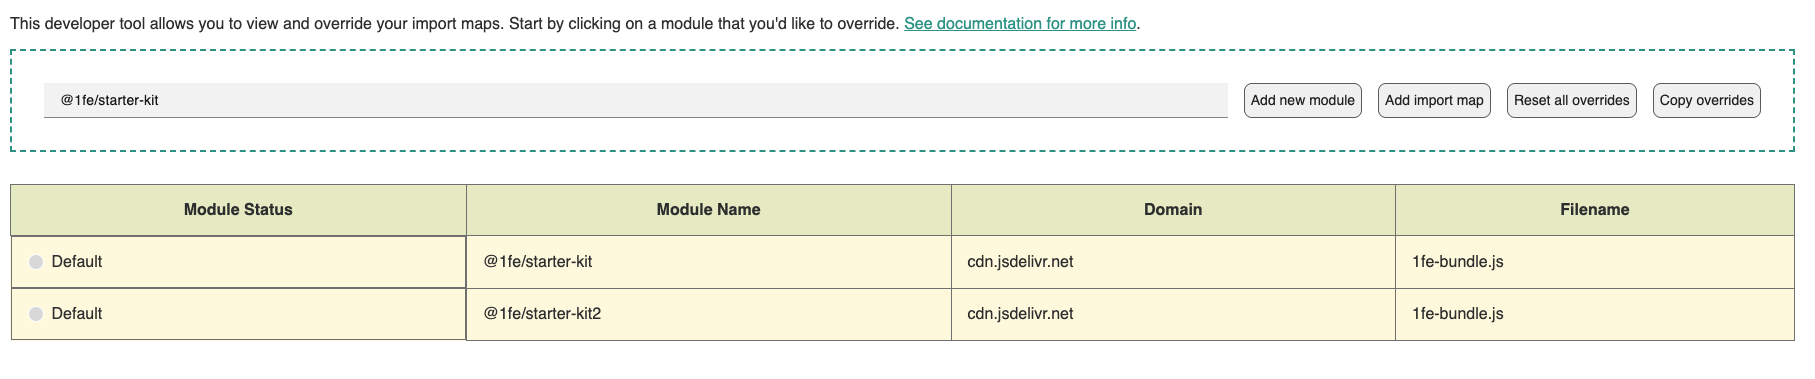 This developer tool allows you to view and override your import maps. Start by clicking on a module that you'd like to override. See documentation for more info.
@1fe/starter-kit Add new module Add import map Reset all overrides Copy overrides
Module Status Module Name Domain Filename
Default @1fe/starter-kit cdn.jsdelivr.net 1fe-bundle.js
Default @1fe/starter-kit2 cdn.jsdelivr.net 1fe-bundle.js